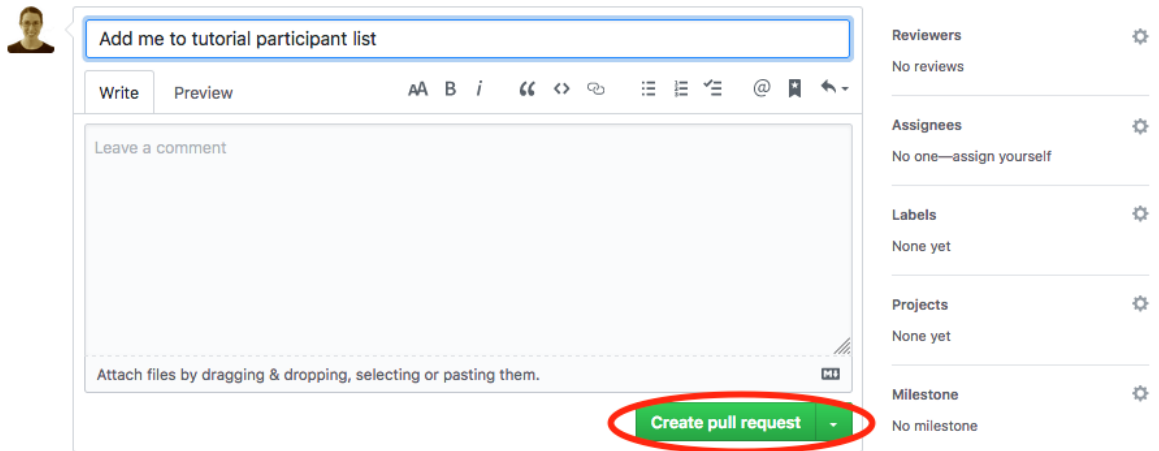 Add me to tutorial participant list
Write Preview AA B i “ <> @
Leave a comment
Attach files by dragging & dropping, selecting or pasting them.
M↓
Create pull request
Reviewers
No reviews
Assignees
No one—assign yourself
Labels
None yet
Projects
None yet
Milestone
No milestone